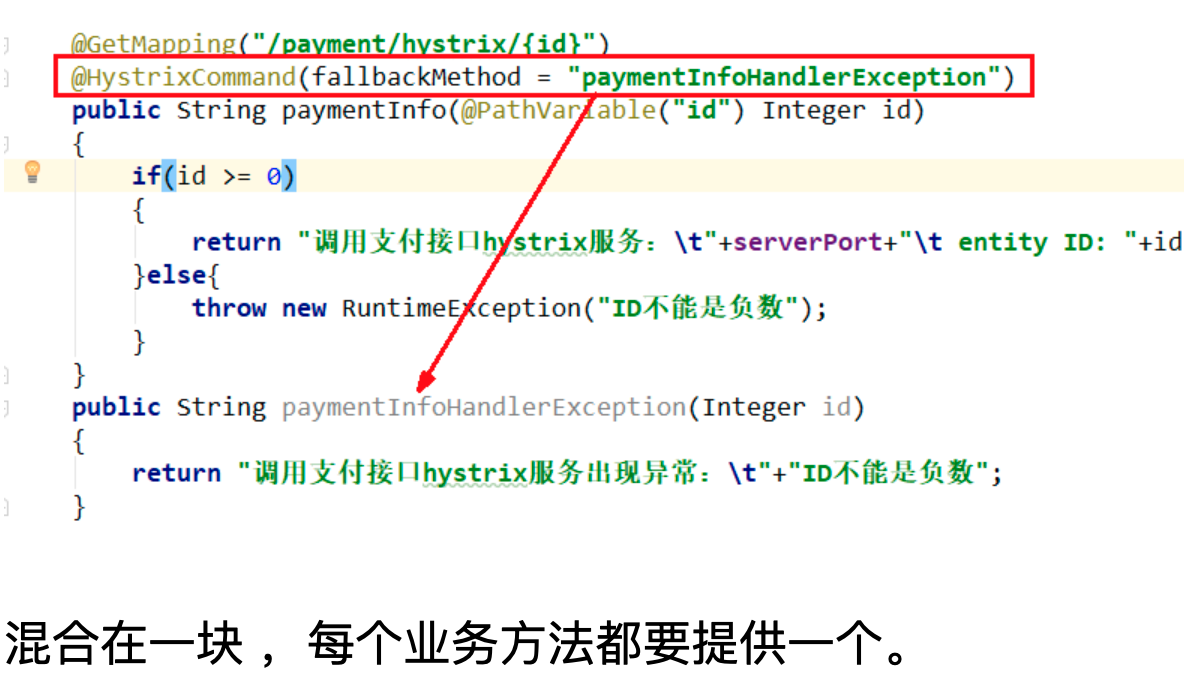 @GetMapping("/payment/hystrix/{id}")
@HystrixCommand(fallbackMethod = "paymentInfoHandlerException")
public String paymentInfo(@PathVariable("id") Integer id)
{
if(id >= 0)
{
return "调用支付接口hystrix服务：\t"+serverPort+"\t entity ID: "+id
}else{
throw new RuntimeException("ID不能是负数");
}
}
public String paymentInfoHandlerException(Integer id)
{
return "调用支付接口hystrix服务出现异常：\t"+"ID不能是负数";
}
混合在一块 ，每个业务方法都要提供一个。